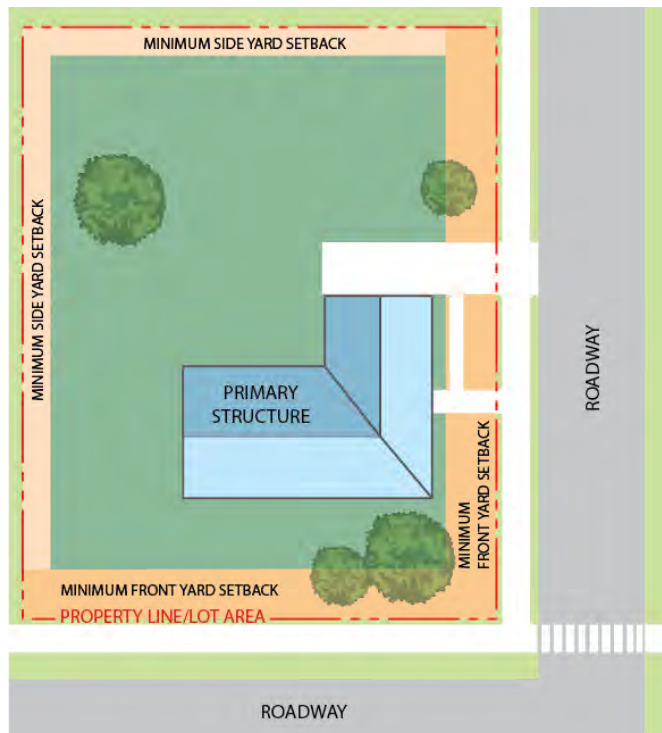 MINIMUM SIDE YARD SETBACK
MINIMUM SIDE YARD SETBACK
PRIMARY
STRUCTURE
ROADWAY
MINIMUM
FRONT YARD SETBACK
MINIMUM FRONT YARD SETBACK
PROPERTY LINE/LOT AREA
ROADWAY